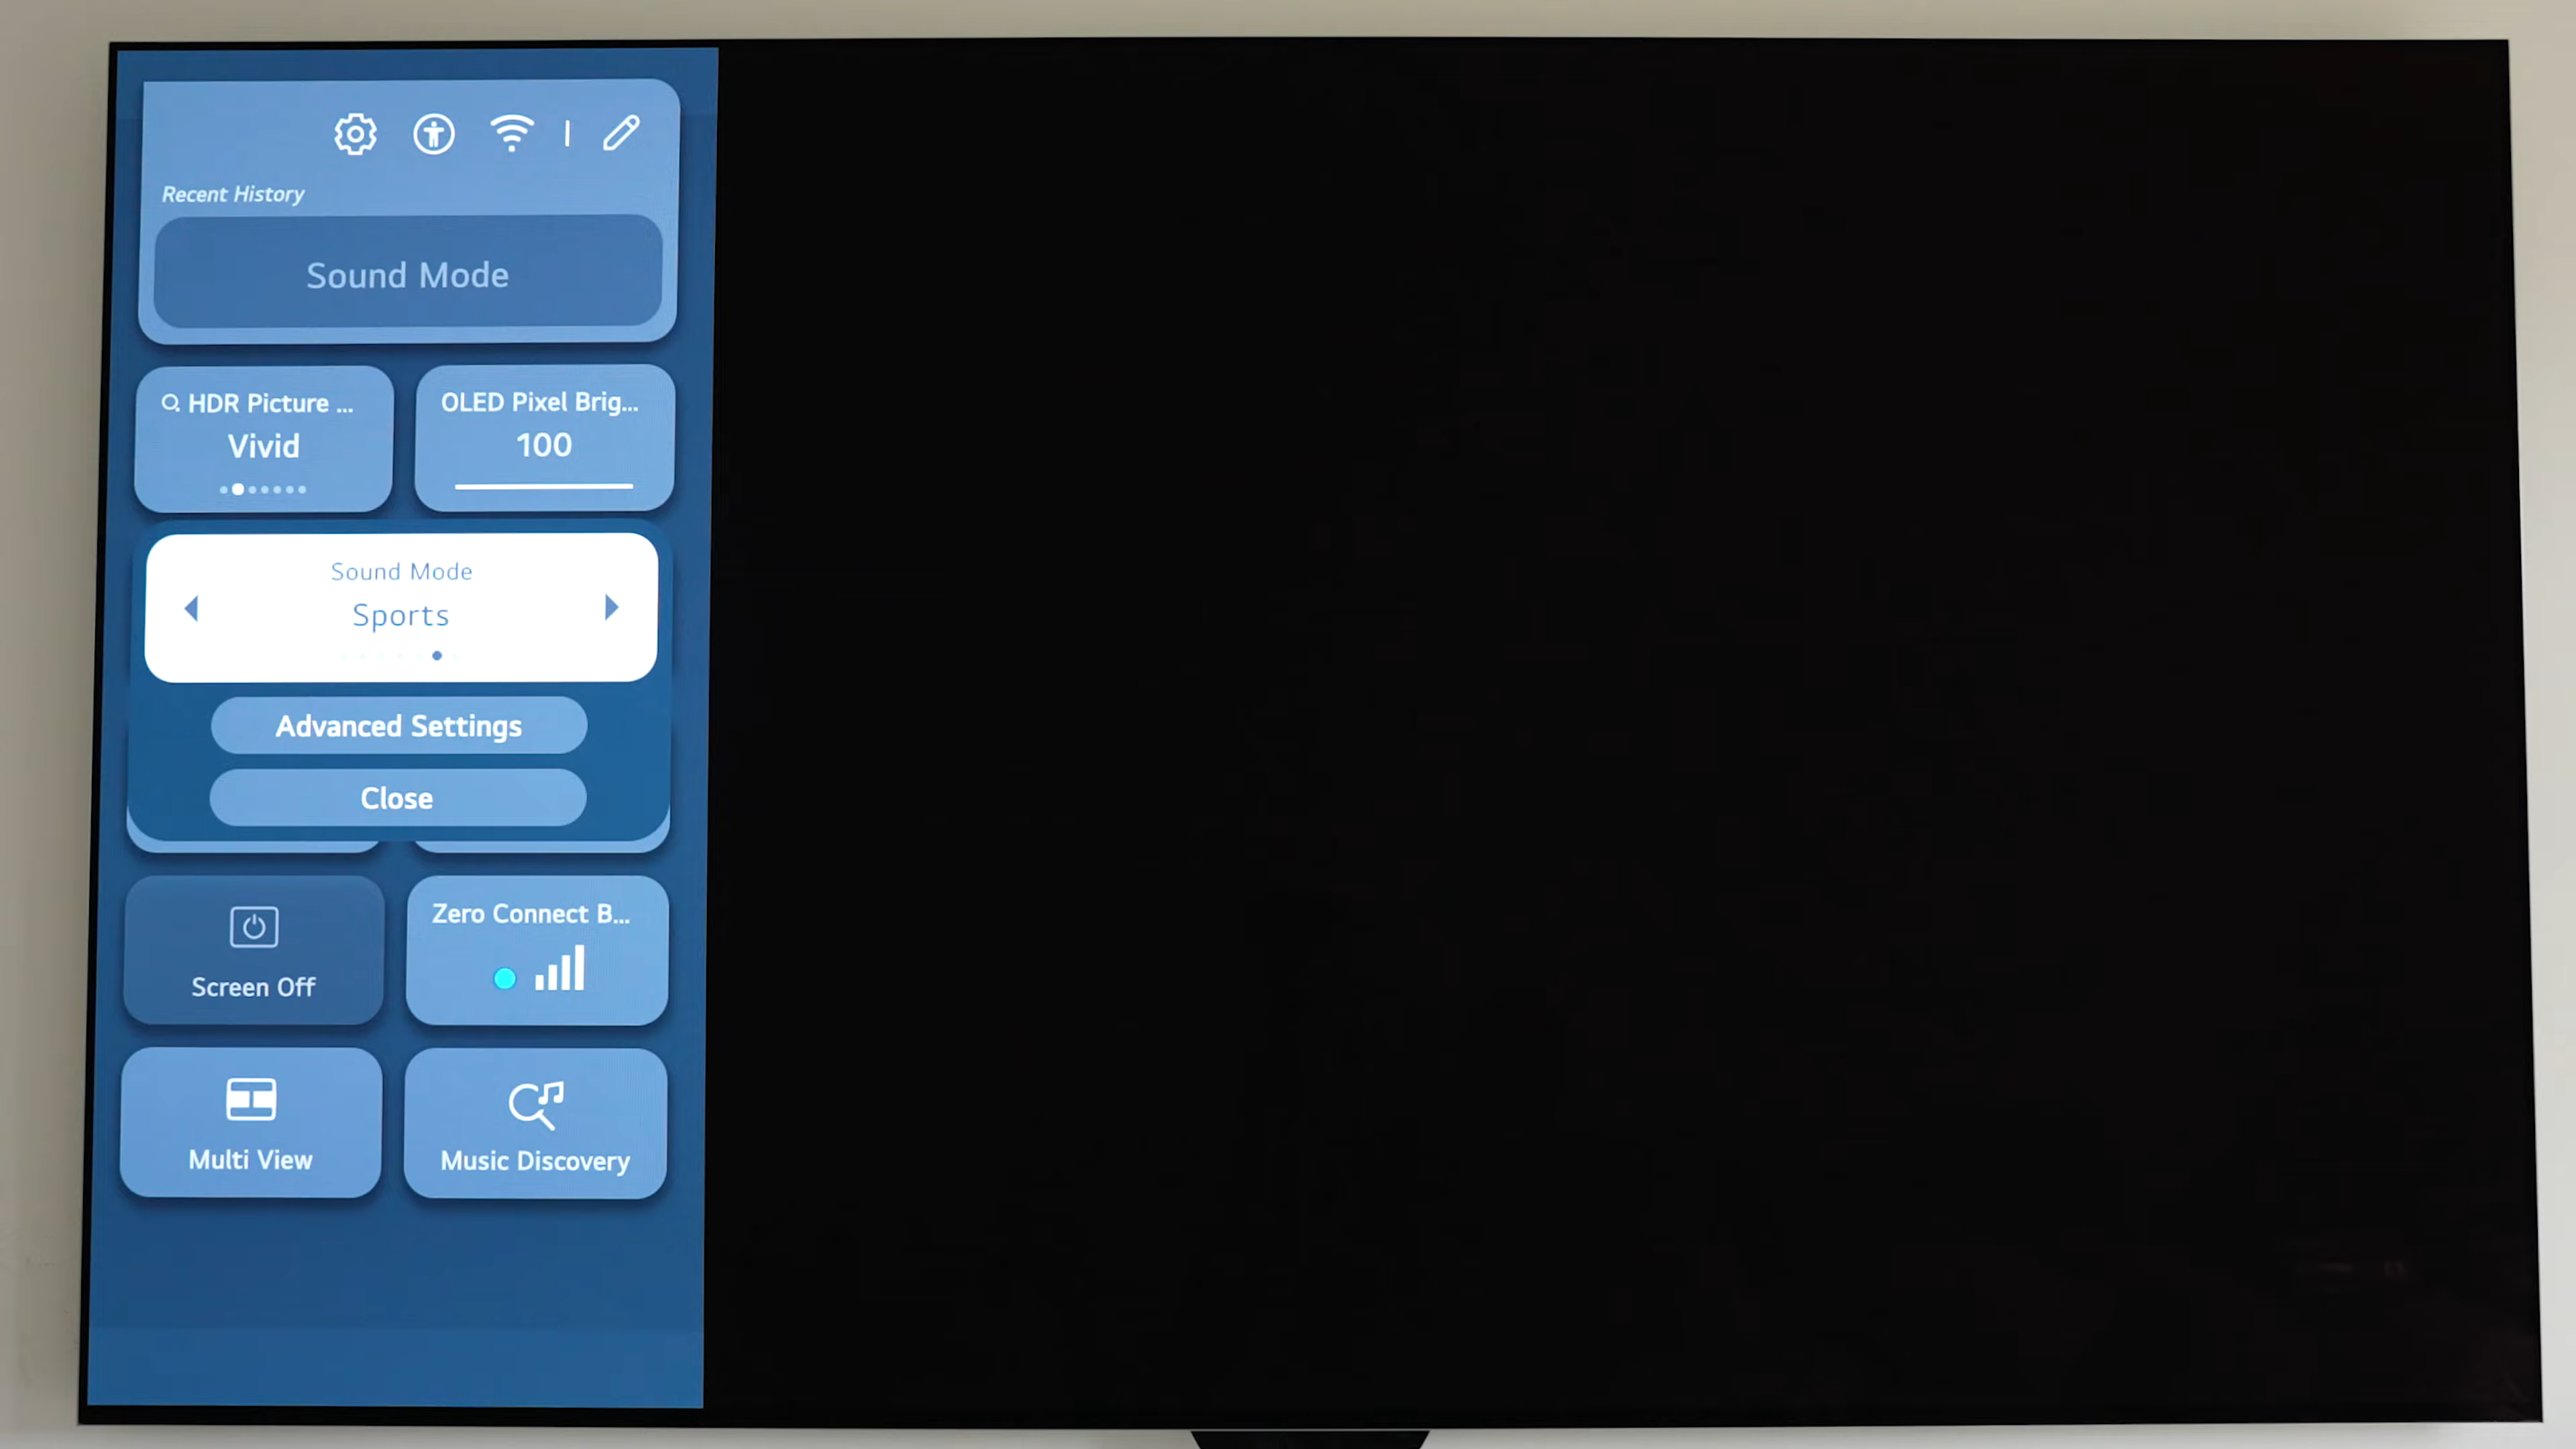 Recent History
Sound Mode
HDR Picture ...
Vivid
OLED Pixel Brig...
100
Sound Mode
Sports
Advanced Settings
Close
Screen Off
Zero Connect B...
Multi View
Music Discovery